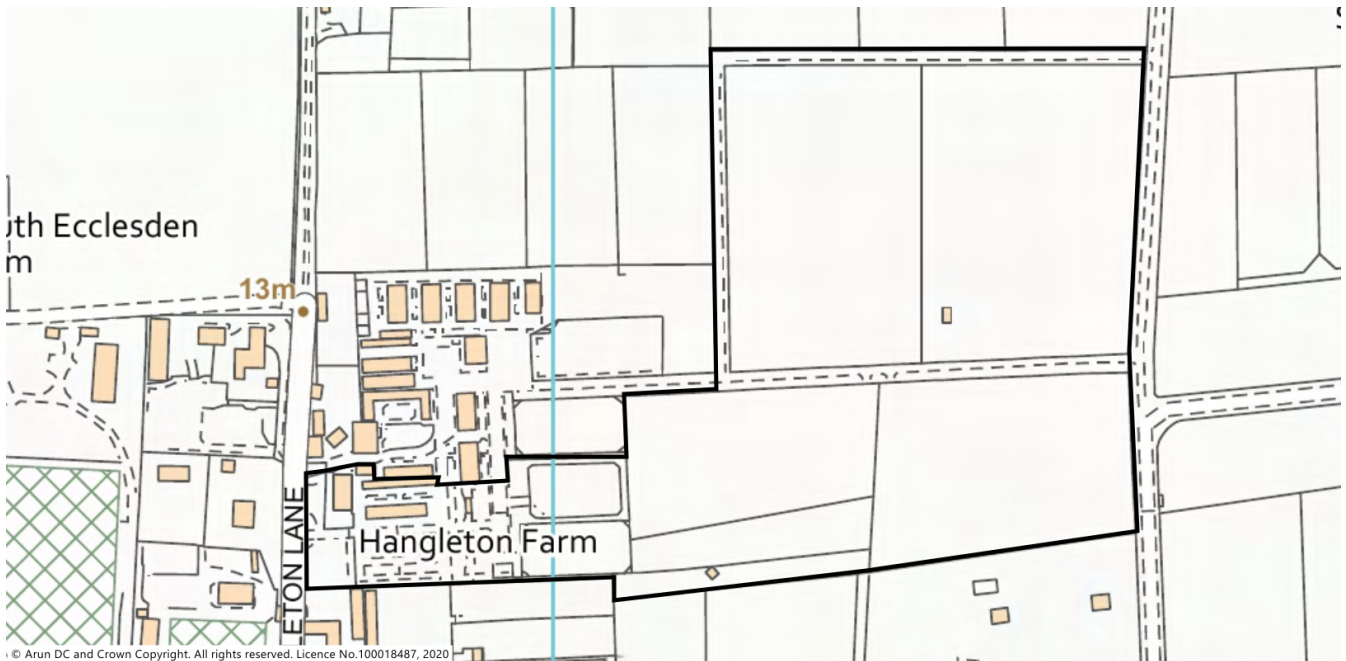 uth Ecclesden
m
13m
ETON LANE
Hangleton Farm
© Arun DC and Crown Copyright. All rights reserved. Licence No.100018487, 2020